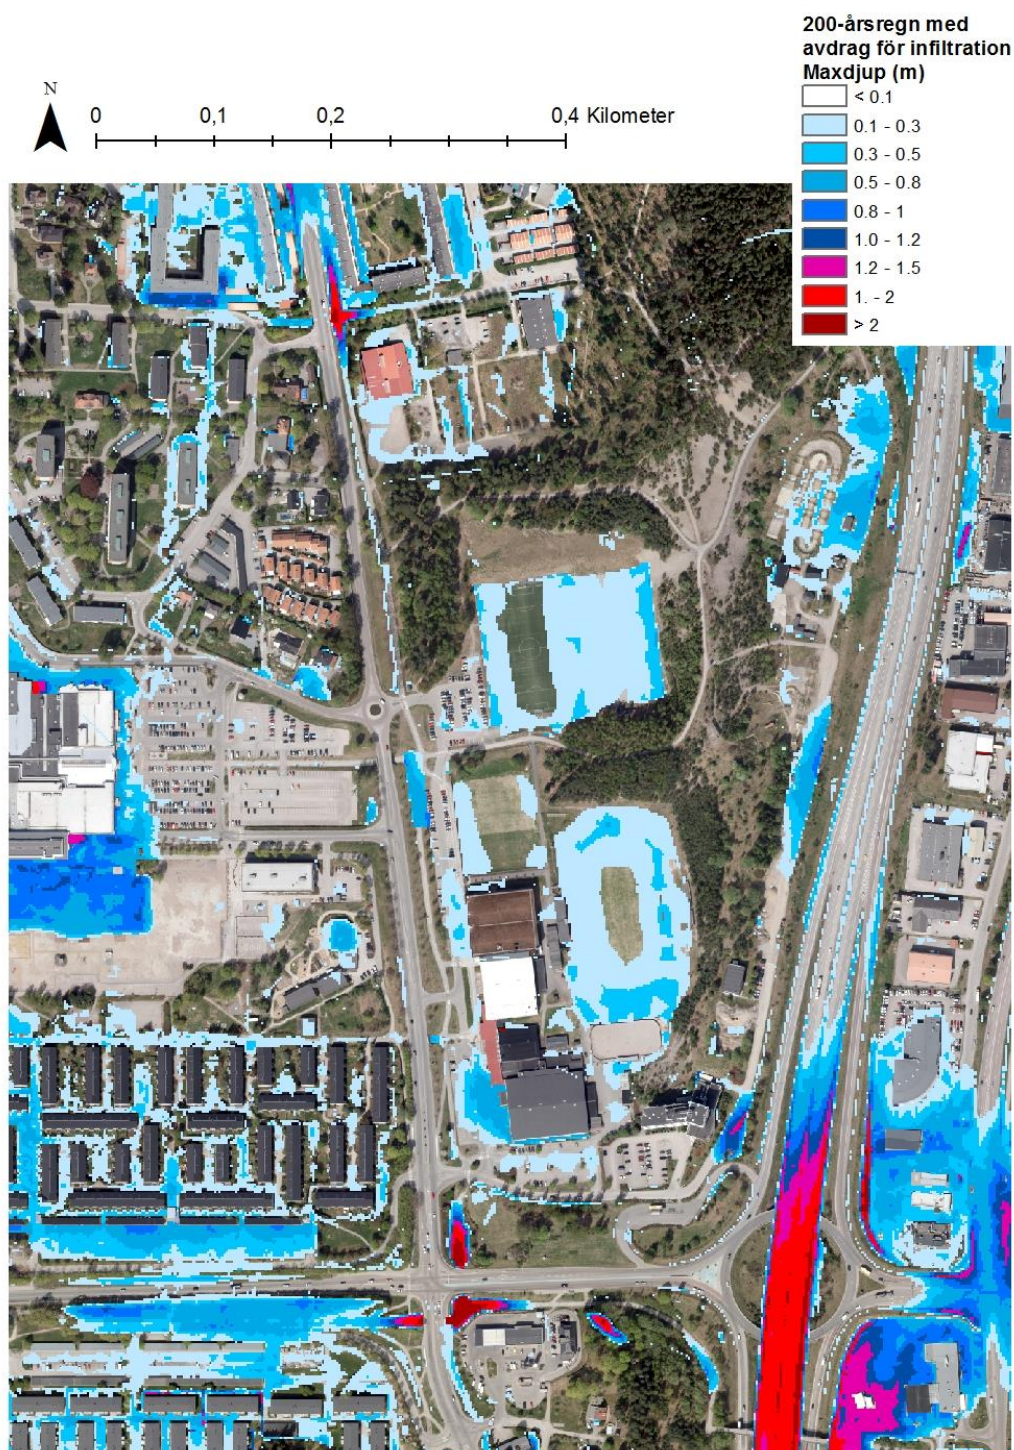 200-årsregn med
avdrag för infiltration
Maxdjup (m)
< 0.1
0.1 - 0.3
0.3 - 0.5
0.5 - 0.8
0.8 - 1
1.0 - 1.2
1.2 - 1.5
1. - 2
> 2
N
0 0,1 0,2 0,4 Kilometer